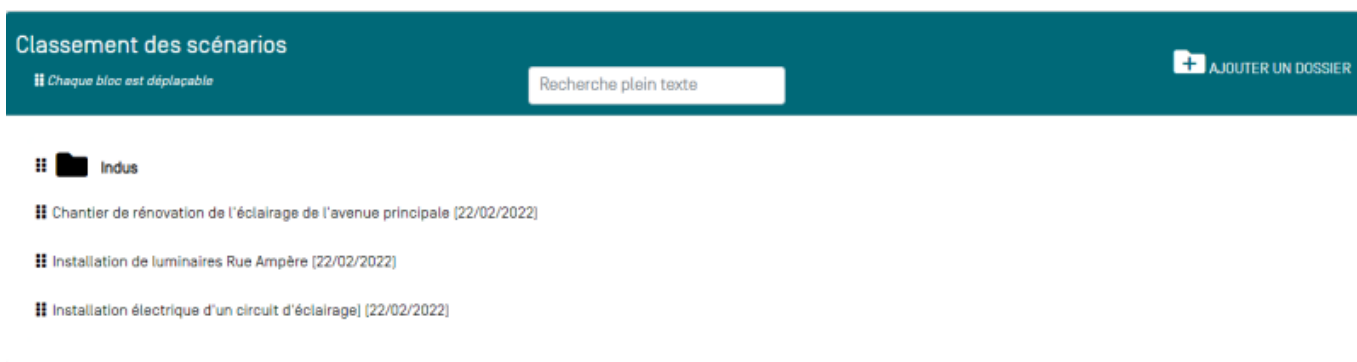 Classement des scénarios
Chaque bloc est déplaçable
Recherche plein texte
AJOUTER UN DOSSIER
Indus
Chantier de rénovation de l'éclairage de l'avenue principale (22/02/2022)
Installation de luminaires Rue Ampère (22/02/2022)
Installation électrique d'un circuit d'éclairage) (22/02/2022)